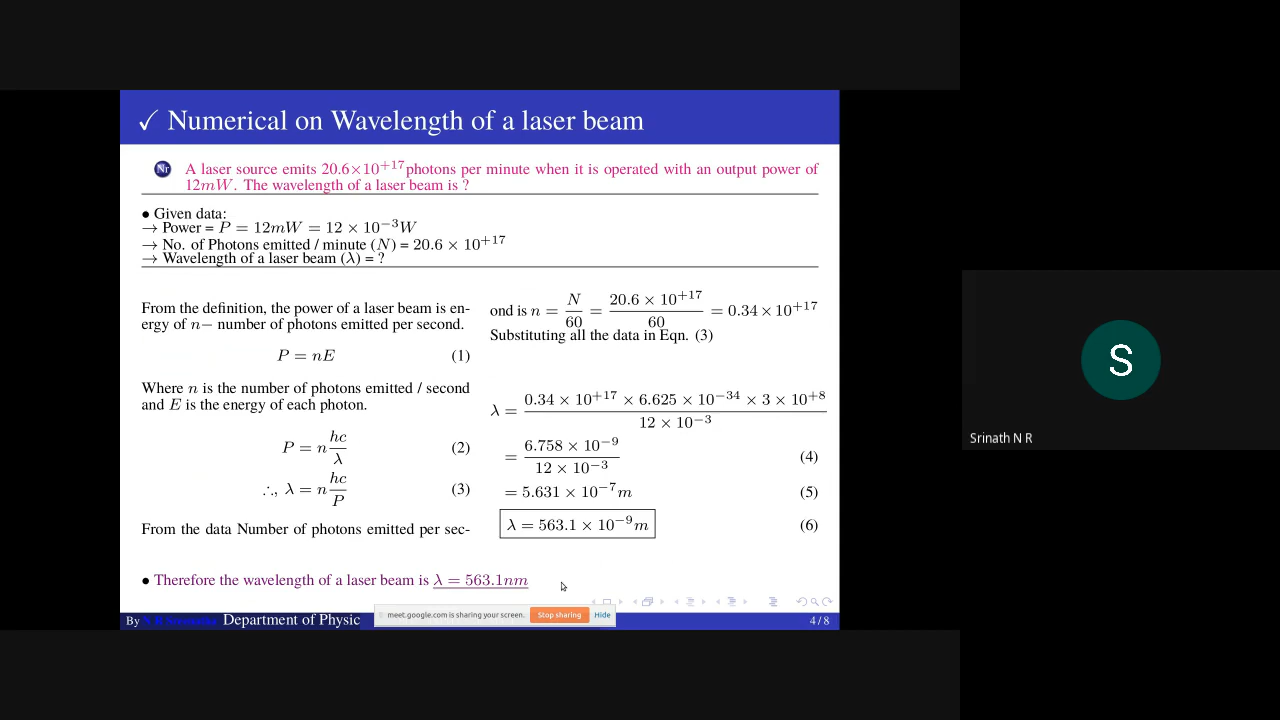 ✓ Numerical on Wavelength of a laser beam
Nr A laser source emits 20.6×10⁺¹⁷ photons per minute when it is operated with an output power of
12mW. The wavelength of a laser beam is ?
• Given data:
→ Power = P = 12mW = 12 × 10⁻³W
→ No. of Photons emitted / minute (N) = 20.6 × 10⁺¹⁷
→ Wavelength of a laser beam (λ) = ?
From the definition, the power of a laser beam is en-
ergy of n− number of photons emitted per second.
P = nE (1)
Where n is the number of photons emitted / second
and E is the energy of each photon.
P = n hc/λ (2)
∴, λ = n hc/P (3)
From the data Number of photons emitted per sec-
ond is n = N/60 = 20.6 × 10⁺¹⁷/60 = 0.34 × 10⁺¹⁷
Substituting all the data in Eqn. (3)
λ = 0.34 × 10⁺¹⁷ × 6.625 × 10⁻³⁴ × 3 × 10⁺⁸/12 × 10⁻³
= 6.758 × 10⁻⁹/12 × 10⁻³ (4)
= 5.631 × 10⁻⁷m (5)
λ = 563.1 × 10⁻⁹m (6)
• Therefore the wavelength of a laser beam is λ = 563.1nm
meet.google.com is sharing your screen. Stop sharing Hide
By N R Sreenatha Department of Physic 4 / 8
S
Srinath N R